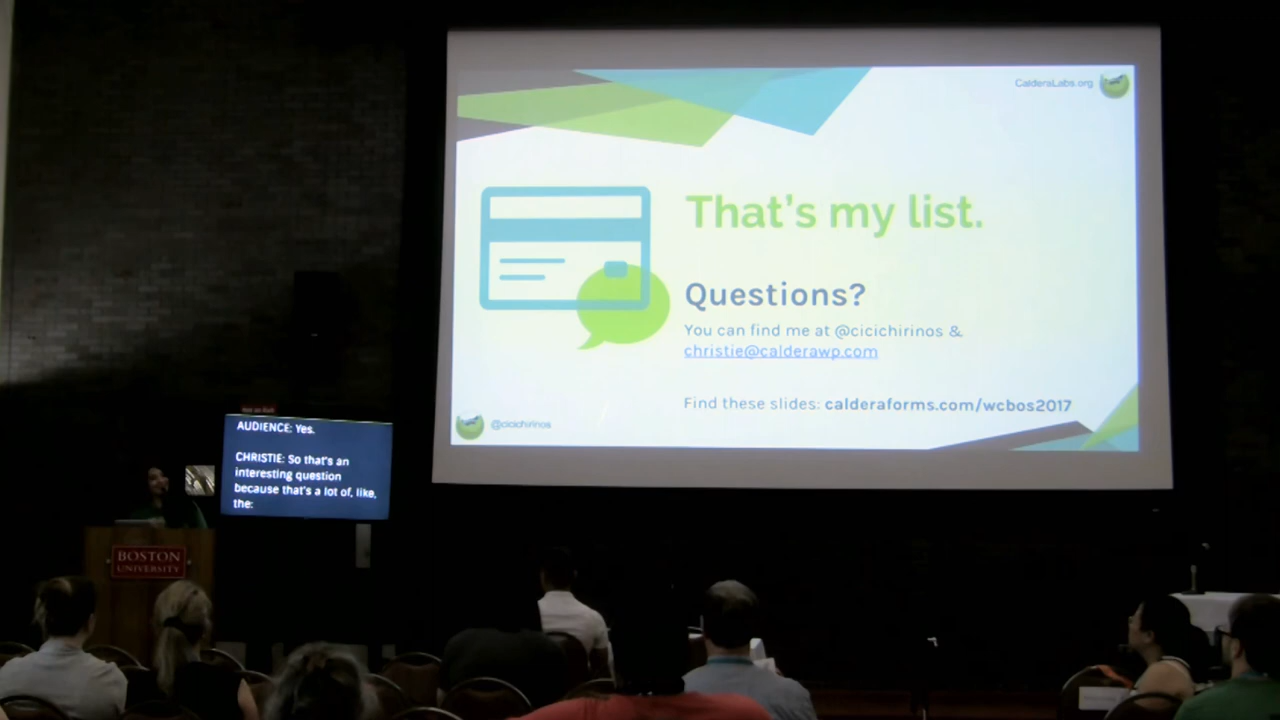 CalderaLabs.org
That's my list.
Questions?
You can find me at @cicichirinos &
christie@calderawp.com
Find these slides: calderaforms.com/wcbos2017
@cicichirinos
AUDIENCE: Yes.
CHRISTIE: So that's an
interesting question
because that's a lot of, like,
the:
BOSTON
UNIVERSITY